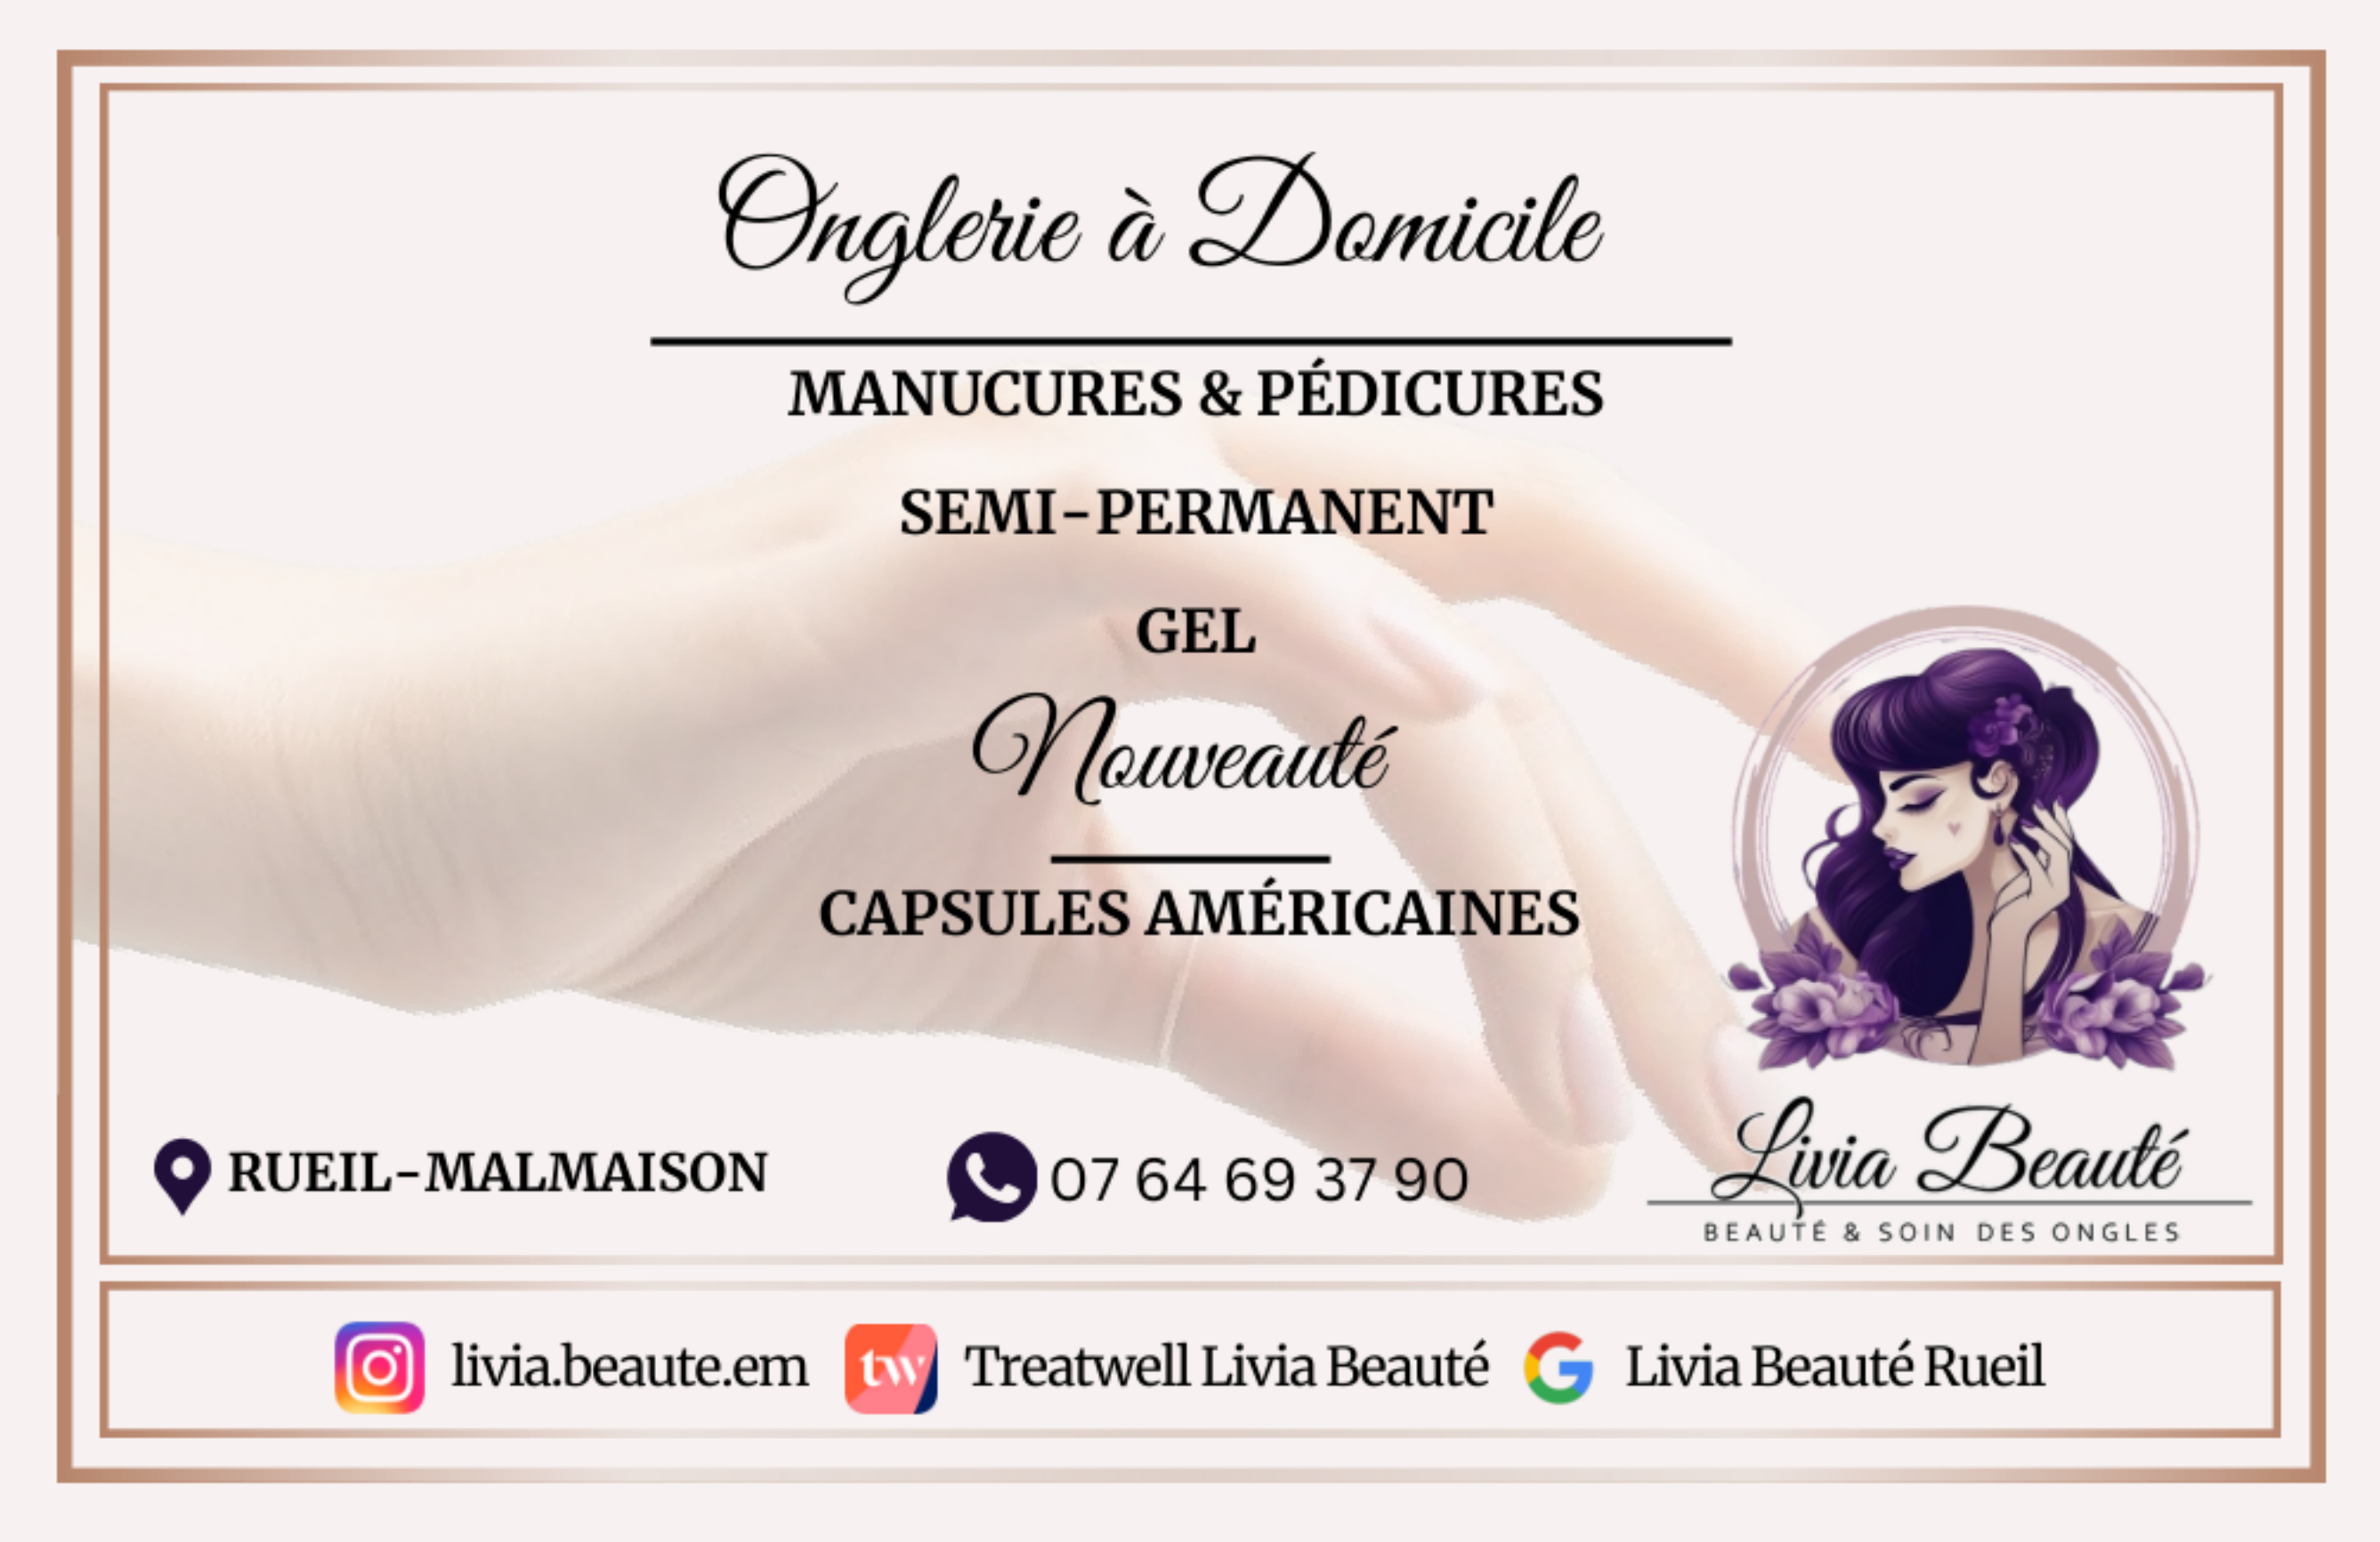 Onglerie à Domicile
MANUCURES & PÉDICURES
SEMI-PERMANENT
GEL
Nouveauté
CAPSULES AMÉRICAINES
RUEIL-MALMAISON
07 64 69 37 90
Livia Beauté
BEAUTÉ & SOIN DES ONGLES
livia.beaute.em
tw
Treatwell Livia Beauté
G
Livia Beauté Rueil